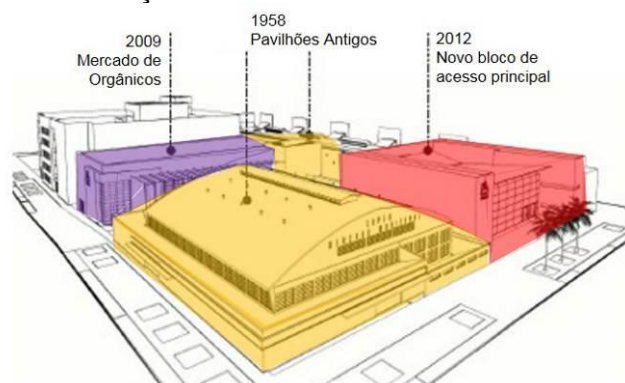 2009
Mercado de
Orgânicos
1958
Pavilhões Antigos
2012
Novo bloco de
acesso principal